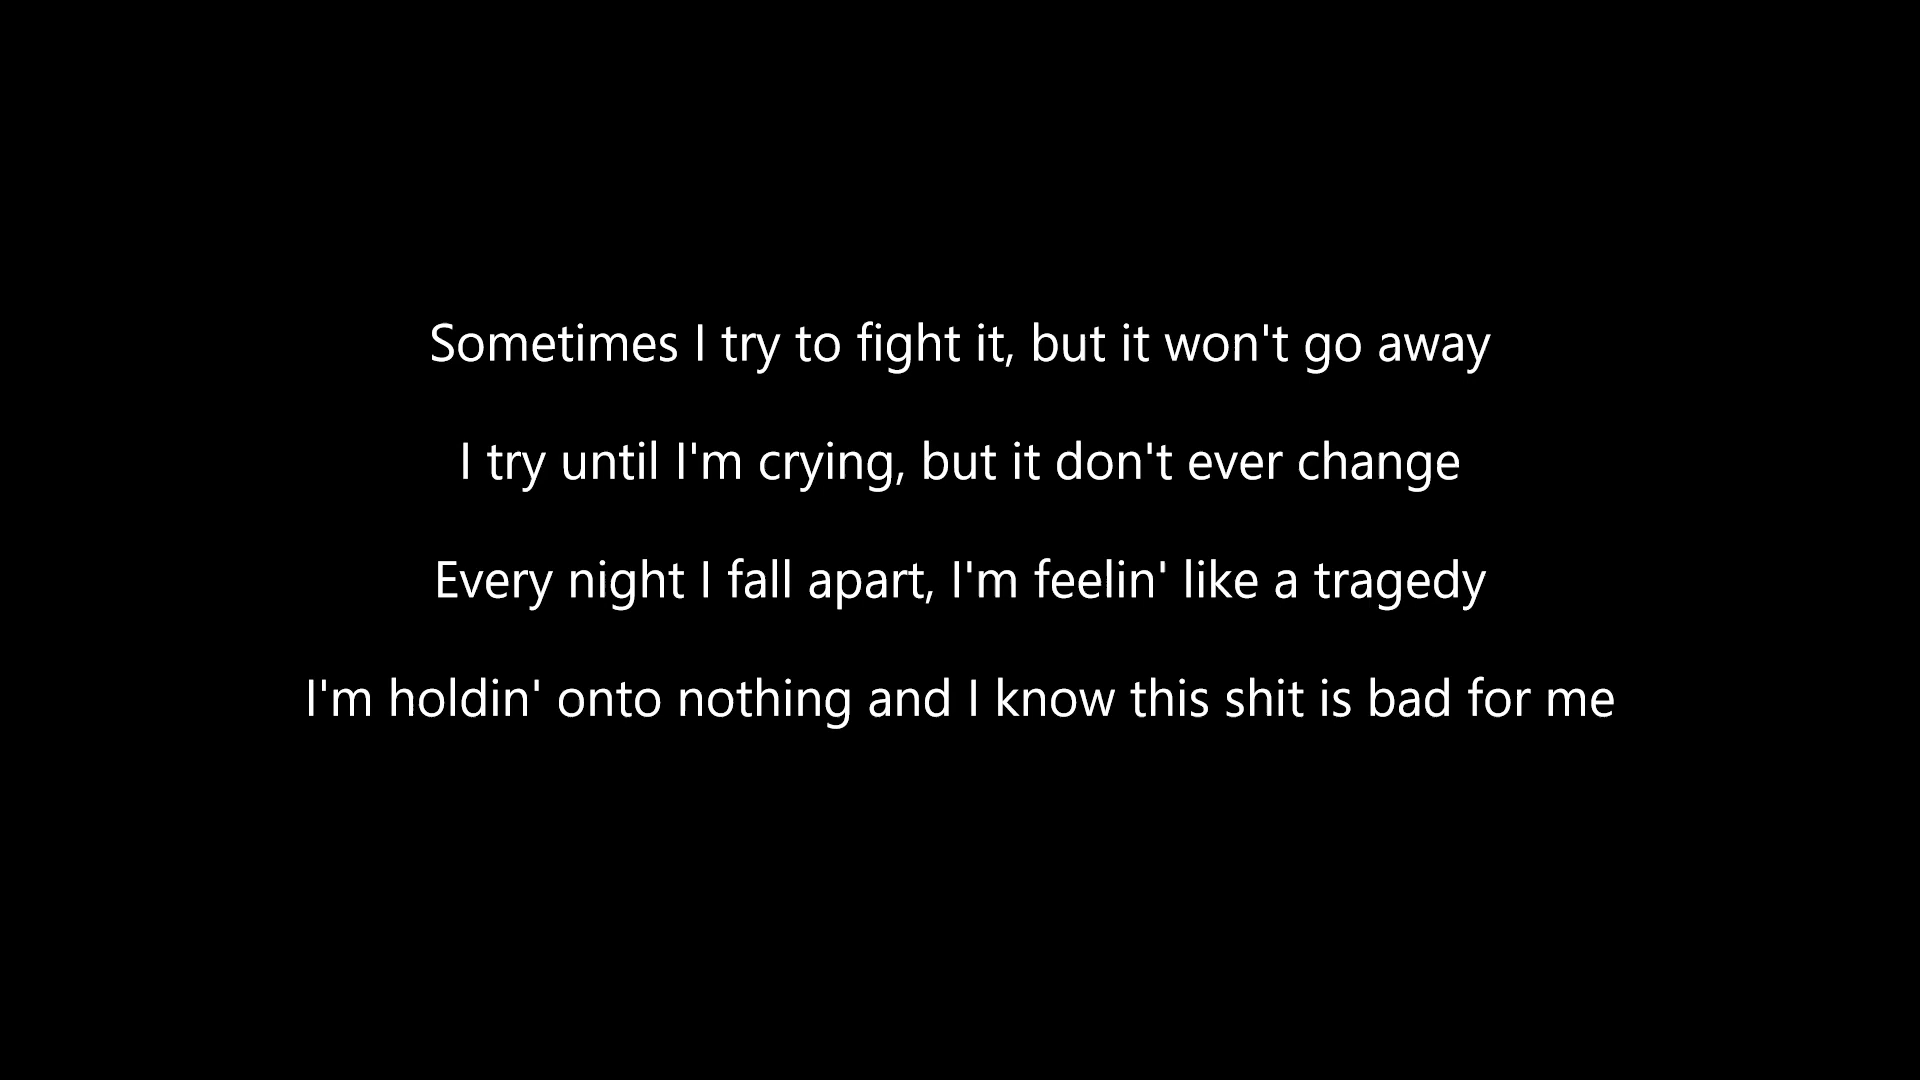 Sometimes I try to fight it, but it won't go away
I try until I'm crying, but it don't ever change
Every night I fall apart, I'm feelin' like a tragedy
I'm holdin' onto nothing and I know this shit is bad for me